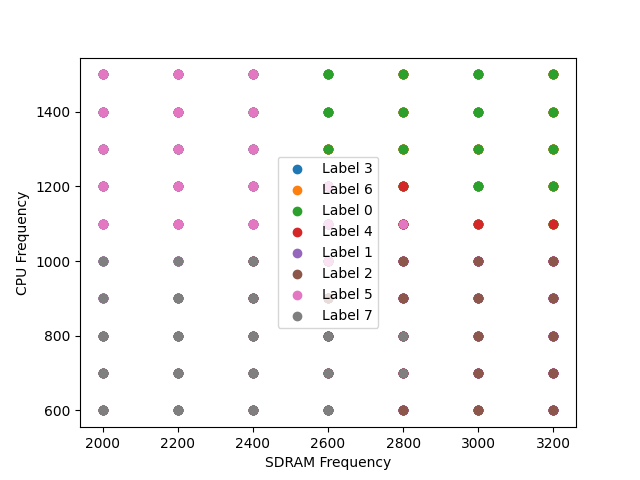 1400
1200
1000
800
600
CPU Frequency
Label 3
Label 6
Label 0
Label 4
Label 1
Label 2
Label 5
Label 7
2000 2200 2400 2600 2800 3000 3200
SDRAM Frequency